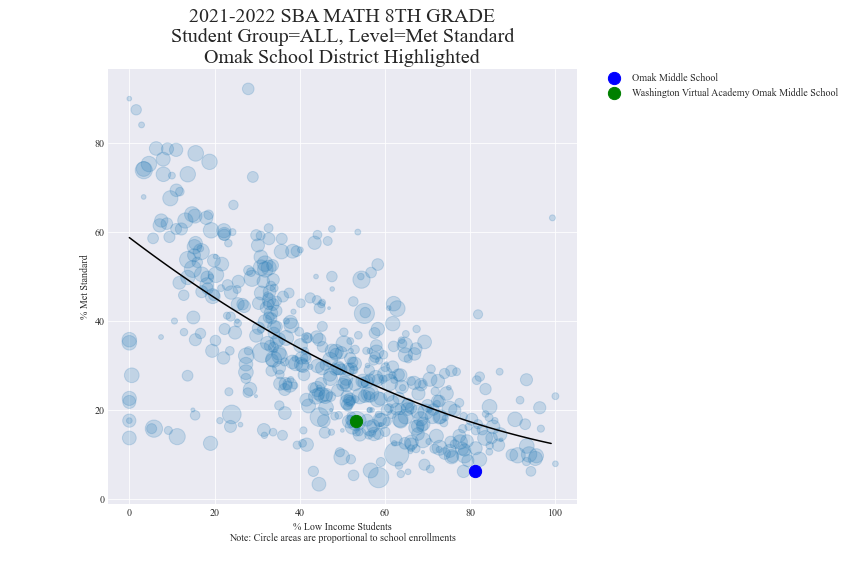 2021-2022 SBA MATH 8TH GRADE
Student Group=ALL, Level=Met Standard
Omak School District Highlighted
Omak Middle School
Washington Virtual Academy Omak Middle School
% Met Standard
80
60
40
20
0
0 20 40 60 80 100
% Low Income Students
Note: Circle areas are proportional to school enrollments